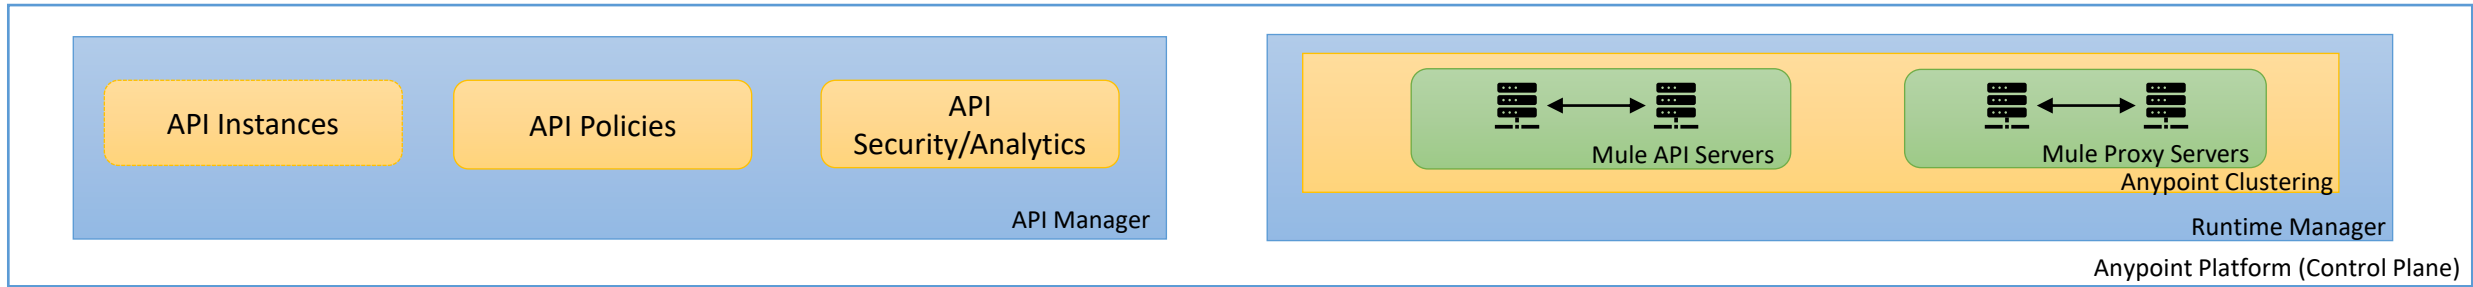 API Instances
API Policies
API
Security/Analytics
API Manager
Mule API Servers
Mule Proxy Servers
Anypoint Clustering
Runtime Manager
Anypoint Platform (Control Plane)